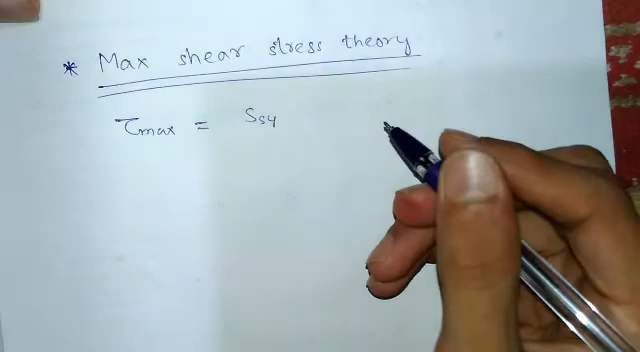 * Max shear stress theory
τmax = Ssy